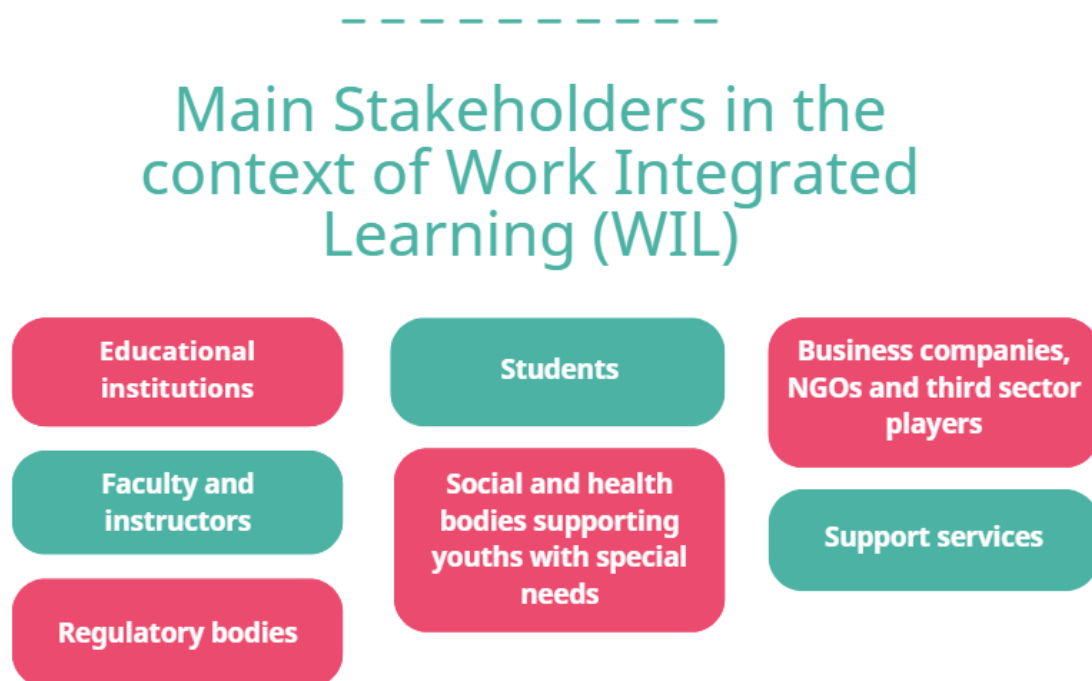 Main Stakeholders in the
context of Work Integrated
Learning (WIL)
Educational
institutions
Students
Business companies,
NGOs and third sector
players
Faculty and
instructors
Social and health
bodies supporting
youths with special
needs
Support services
Regulatory bodies